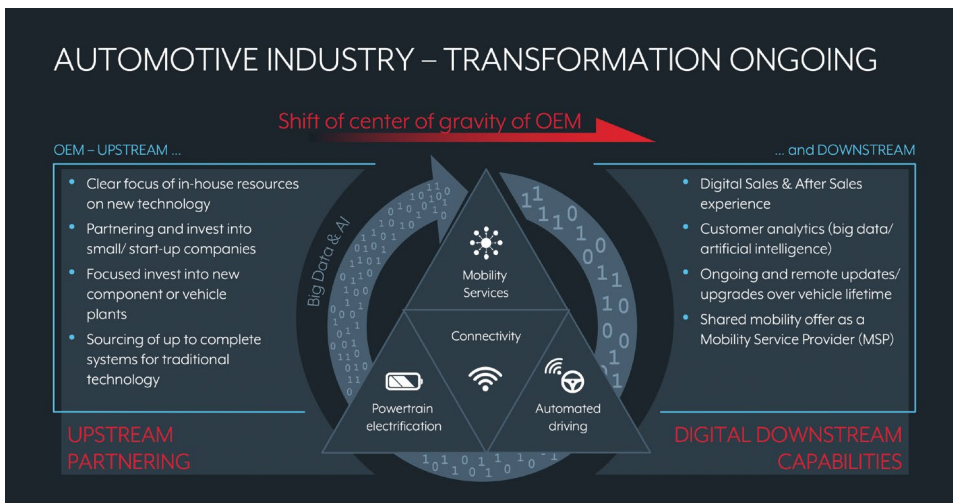 AUTOMOTIVE INDUSTRY – TRANSFORMATION ONGOING
Shift of center of gravity of OEM
OEM – UPSTREAM ...
• Clear focus of in-house resources
on new technology
• Partnering and invest into
small/ start-up companies
• Focused invest into new
component or vehicle
plants
• Sourcing of up to complete
systems for traditional
technology
UPSTREAM
PARTNERING
Big Data & AI
Mobility
Services
Connectivity
Powertrain
electrification
Automated
driving
... and DOWNSTREAM
• Digital Sales & After Sales
experience
• Customer analytics (big data/
artificial intelligence)
• Ongoing and remote updates/
upgrades over vehicle lifetime
• Shared mobility offer as a
Mobility Service Provider (MSP)
DIGITAL DOWNSTREAM
CAPABILITIES